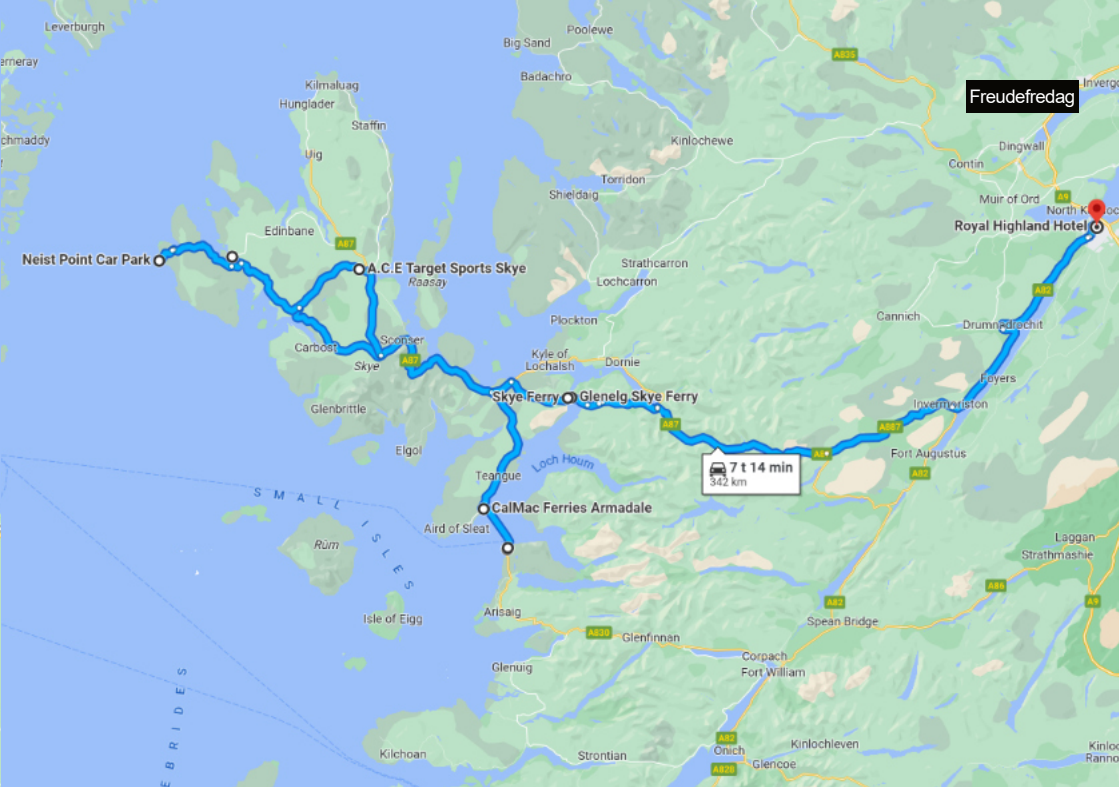 Leverburgh
Poolewe
Big Sand
A835
erneray
Badachro
Kilmaluag
Hunglader
Freudefredag
Staffin
chmaddy
Kinlochewe
Dingwall
Uig
Contin
Torridon
Shieldaig
Muir of Ord
A9
Edinbane
A87
Royal Highland Hotel
Neist Point Car Park
A.C.E Target Sports Skye
Raasay
Strathcarron
Lochcarron
A82
Plockton
Cannich
Drumnadrochit
Carbost
Sconser
Skye
A87
Kyle of
Lochalsh
Dornie
Foyers
Skye Ferry
Glenelg Skye Ferry
Invermoriston
Glenbrittle
A87
A887
Elgol
Fort Augustus
Loch Hourn
7 t 14 min
342 km
A82
Teangue
SMALL ISLES
CalMac Ferries Armadale
Aird of Sleat
Rùm
Laggan
Strathmashie
A86
A82
A9
Arisaig
Isle of Eigg
Spean Bridge
A830
Glenfinnan
Corpach
Glenuig
Fort William
EBRIDES
A82
Onich
Kinlochleven
Kilchoan
Strontian
Glencoe
A828